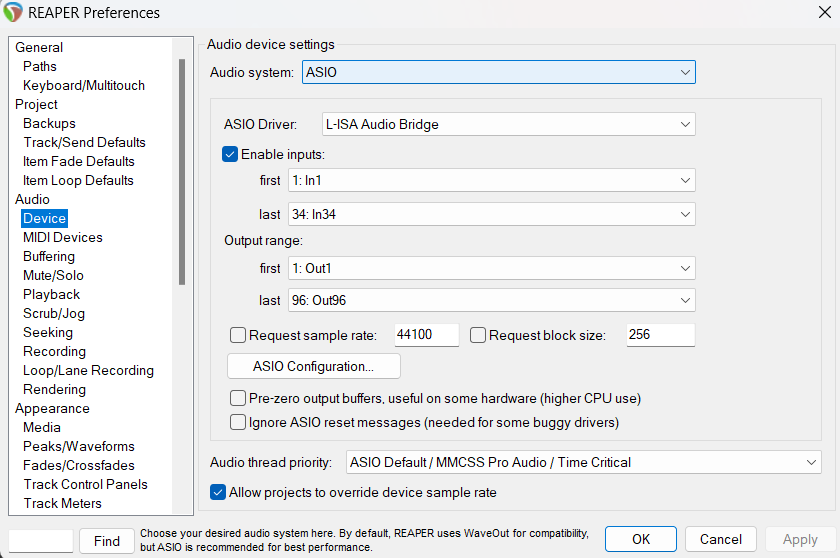 REAPER Preferences
General
Paths
Keyboard/Multitouch
Project
Backups
Track/Send Defaults
Item Fade Defaults
Item Loop Defaults
Audio
Device
MIDI Devices
Buffering
Mute/Solo
Playback
Scrub/Jog
Seeking
Recording
Loop/Lane Recording
Rendering
Appearance
Media
Peaks/Waveforms
Fades/Crossfades
Track Control Panels
Track Meters
Audio device settings
Audio system: ASIO
ASIO Driver: L-ISA Audio Bridge
Enable inputs:
first 1: In1
last 34: In34
Output range:
first 1: Out1
last 96: Out96
Request sample rate: 44100 Request block size: 256
ASIO Configuration...
Pre-zero output buffers, useful on some hardware (higher CPU use)
Ignore ASIO reset messages (needed for some buggy drivers)
Audio thread priority: ASIO Default / MMCSS Pro Audio / Time Critical
Allow projects to override device sample rate
Find
Choose your desired audio system here. By default, REAPER uses WaveOut for compatibility,
but ASIO is recommended for best performance.
OK Cancel Apply